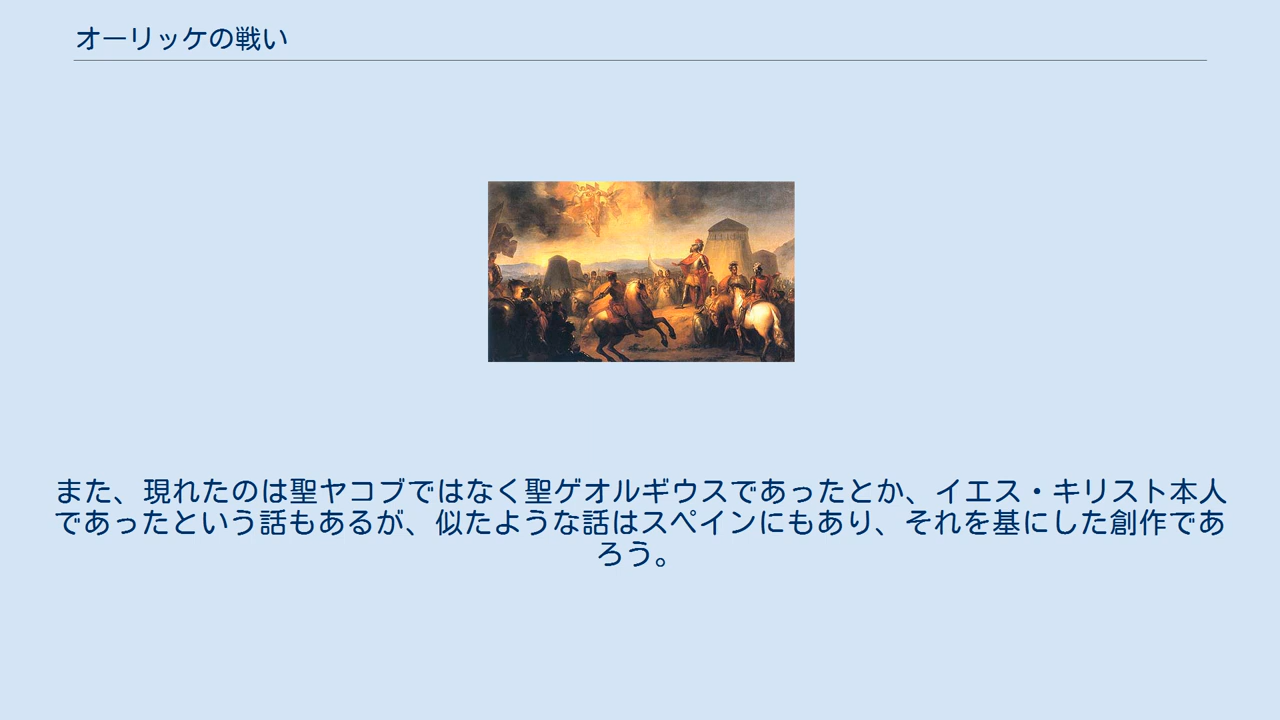 オーリッケの戦い
また、現れたのは聖ヤコブではなく聖ゲオルギウスであったとか、イエス・キリスト本人
であったという話もあるが、似たような話はスペインにもあり、それを基にした創作であ
ろう。